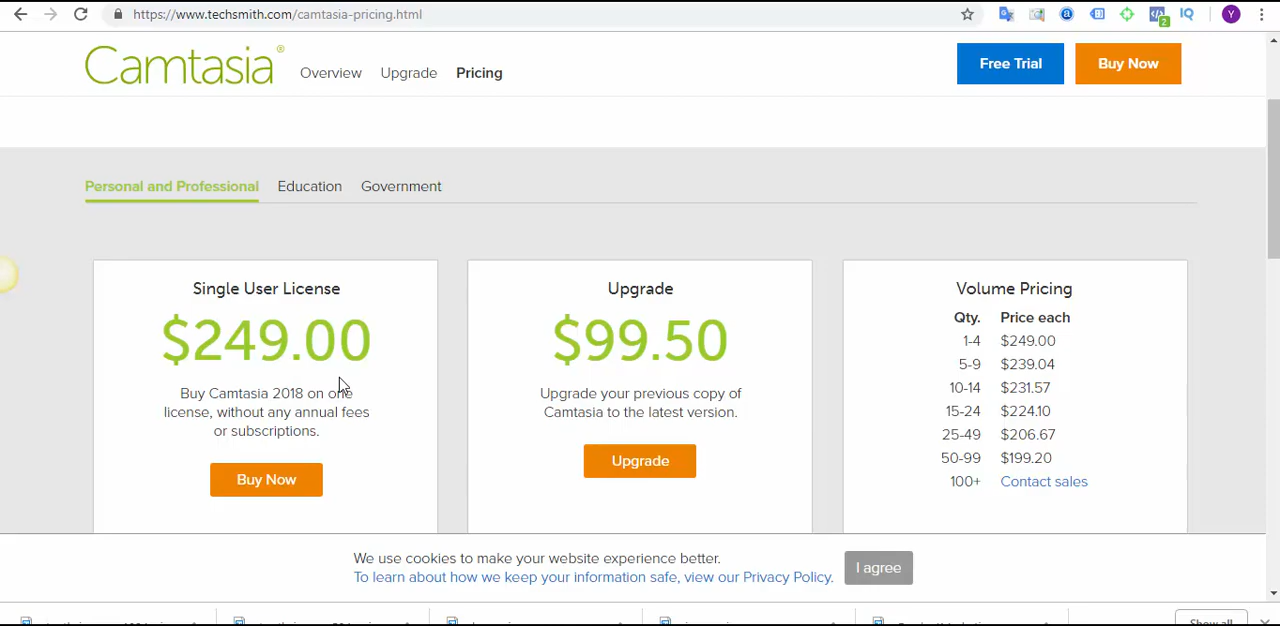 https://www.techsmith.com/camtasia-pricing.html
2
IQ
Y
Camtasia®
Overview
Upgrade
Pricing
Free Trial
Buy Now
Personal and Professional
Education
Government
Single User License
$249.00
Buy Camtasia 2018 on one
license, without any annual fees
or subscriptions.
Buy Now
Upgrade
$99.50
Upgrade your previous copy of
Camtasia to the latest version.
Upgrade
Volume Pricing
Qty. Price each
1-4 $249.00
5-9 $239.04
10-14 $231.57
15-24 $224.10
25-49 $206.67
50-99 $199.20
100+ Contact sales
We use cookies to make your website experience better.
To learn about how we keep your information safe, view our Privacy Policy.
I agree
Show all